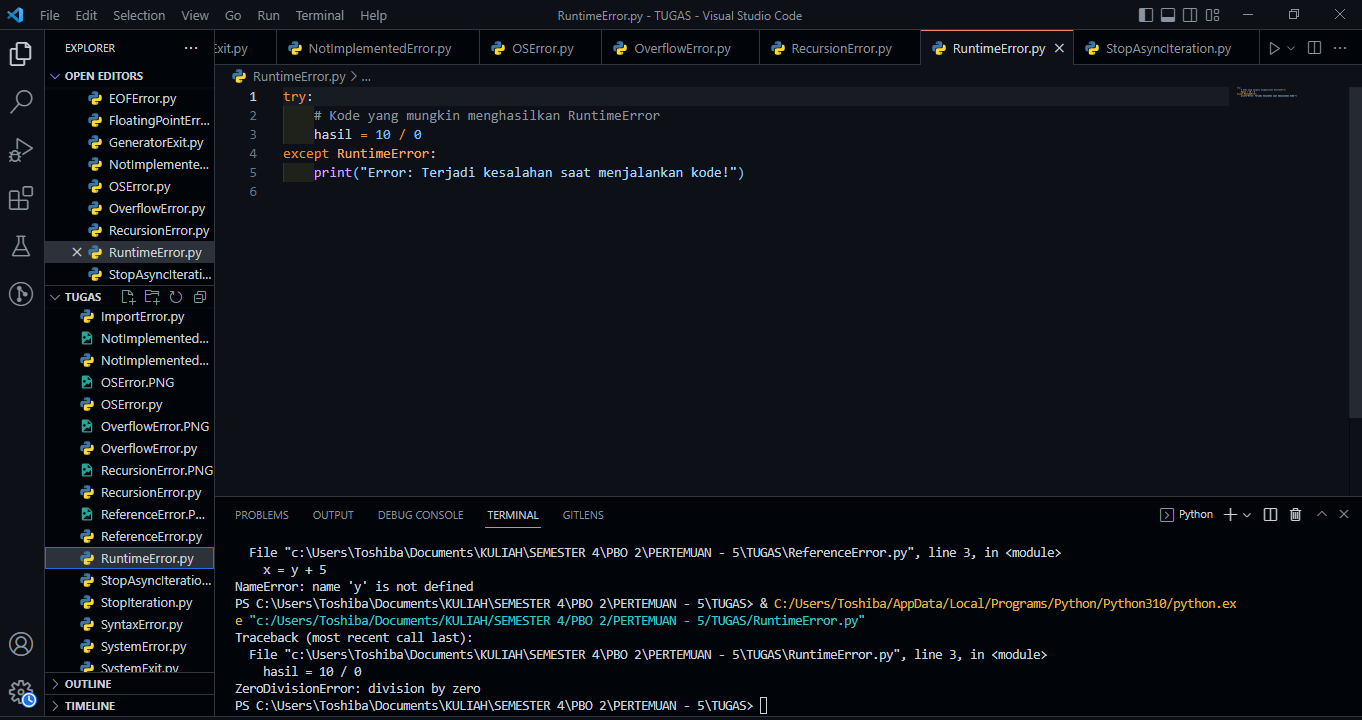 File Edit Selection View Go Run Terminal Help RuntimeError.py - TUGAS - Visual Studio Code
EXPLORER ···
Exit.py NotImplementedError.py OSError.py OverflowError.py RecursionError.py RuntimeError.py StopAsyncIteration.py
OPEN EDITORS
EOFError.py
FloatingPointErr...
GeneratorExit.py
NotImplemente...
OSError.py
OverflowError.py
RecursionError.py
RuntimeError.py
StopAsyncIterati...
TUGAS
ImportError.py
NotImplemented...
NotImplemented...
OSError.PNG
OSError.py
OverflowError.PNG
OverflowError.py
RecursionError.PNG
RecursionError.py
ReferenceError.P...
ReferenceError.py
RuntimeError.py
StopAsyncIteratio...
StopIteration.py
SyntaxError.py
SystemError.py
SystemExit.py
OUTLINE
TIMELINE
RuntimeError.py > ...
1 try:
2     # Kode yang mungkin menghasilkan RuntimeError
3     hasil = 10 / 0
4 except RuntimeError:
5     print("Error: Terjadi kesalahan saat menjalankan kode!")
6
PROBLEMS OUTPUT DEBUG CONSOLE TERMINAL GITLENS Python
  File "c:\Users\Toshiba\Documents\KULIAH\SEMESTER 4\PBO 2\PERTEMUAN - 5\TUGAS\ReferenceError.py", line 3, in <module>
    x = y + 5
NameError: name 'y' is not defined
PS C:\Users\Toshiba\Documents\KULIAH\SEMESTER 4\PBO 2\PERTEMUAN - 5\TUGAS> & C:/Users/Toshiba/AppData/Local/Programs/Python/Python310/python.ex
e "c:/Users/Toshiba/Documents/KULIAH/SEMESTER 4/PBO 2/PERTEMUAN - 5/TUGAS/RuntimeError.py"
Traceback (most recent call last):
  File "c:\Users\Toshiba\Documents\KULIAH\SEMESTER 4\PBO 2\PERTEMUAN - 5\TUGAS\RuntimeError.py", line 3, in <module>
    hasil = 10 / 0
ZeroDivisionError: division by zero
PS C:\Users\Toshiba\Documents\KULIAH\SEMESTER 4\PBO 2\PERTEMUAN - 5\TUGAS>